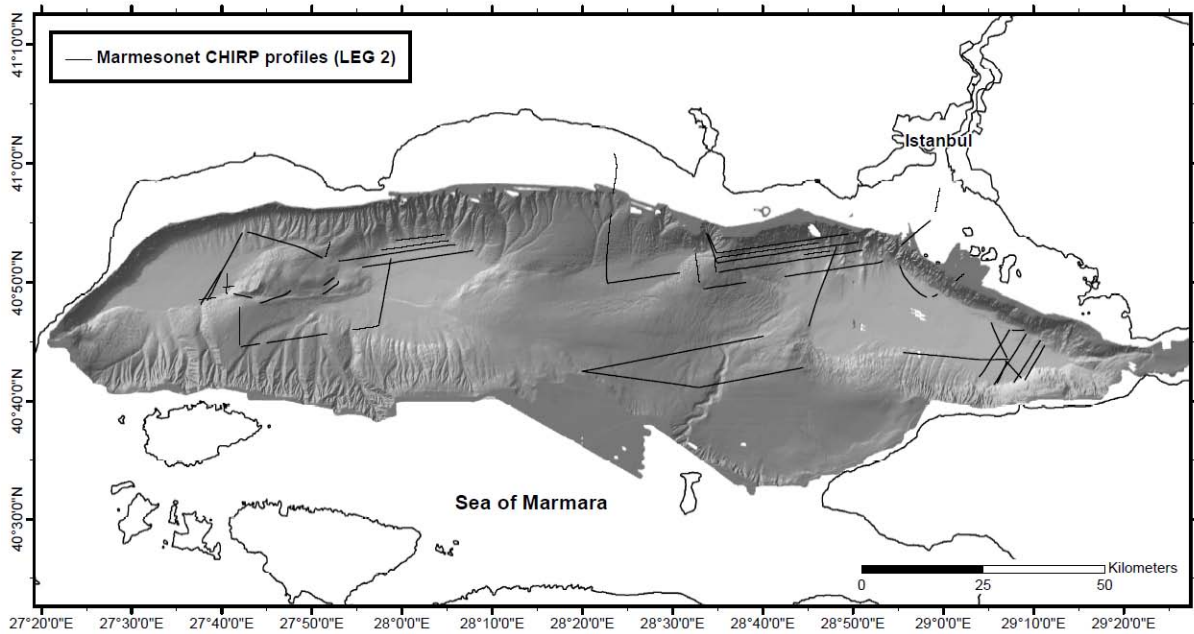 Marmesonet CHIRP profiles (LEG 2)
41°10'0"N
Istanbul
41°0'0"N
40°50'0"N
40°40'0"N
40°30'0"N
Sea of Marmara
Kilometers
0 25 50
27°20'0"E 27°30'0"E 27°40'0"E 27°50'0"E 28°0'0"E 28°10'0"E 28°20'0"E 28°30'0"E 28°40'0"E 28°50'0"E 29°0'0"E 29°10'0"E 29°20'0"E